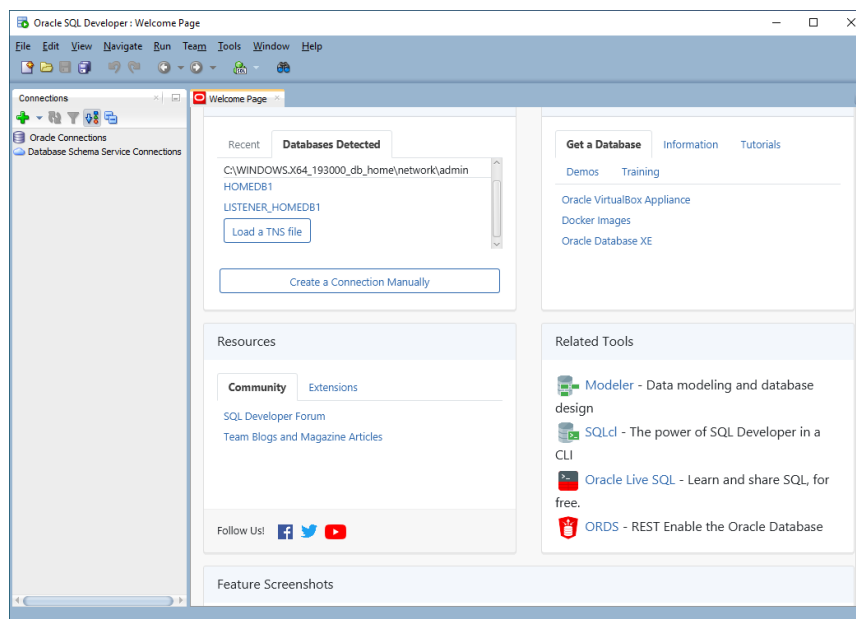 Oracle SQL Developer : Welcome Page
File Edit View Navigate Run Team Tools Window Help
Connections
Welcome Page
Oracle Connections
Database Schema Service Connections
Recent Databases Detected
C:\WINDOWS.X64_193000_db_home\network\admin
HOMEDB1
LISTENER_HOMEDB1
Load a TNS file
Create a Connection Manually
Get a Database Information Tutorials
Demos Training
Oracle VirtualBox Appliance
Docker Images
Oracle Database XE
Resources
Community Extensions
SQL Developer Forum
Team Blogs and Magazine Articles
Follow Us!
Related Tools
Modeler - Data modeling and database
design
SQLcl - The power of SQL Developer in a
CLI
Oracle Live SQL - Learn and share SQL, for
free.
ORDS - REST Enable the Oracle Database
Feature Screenshots